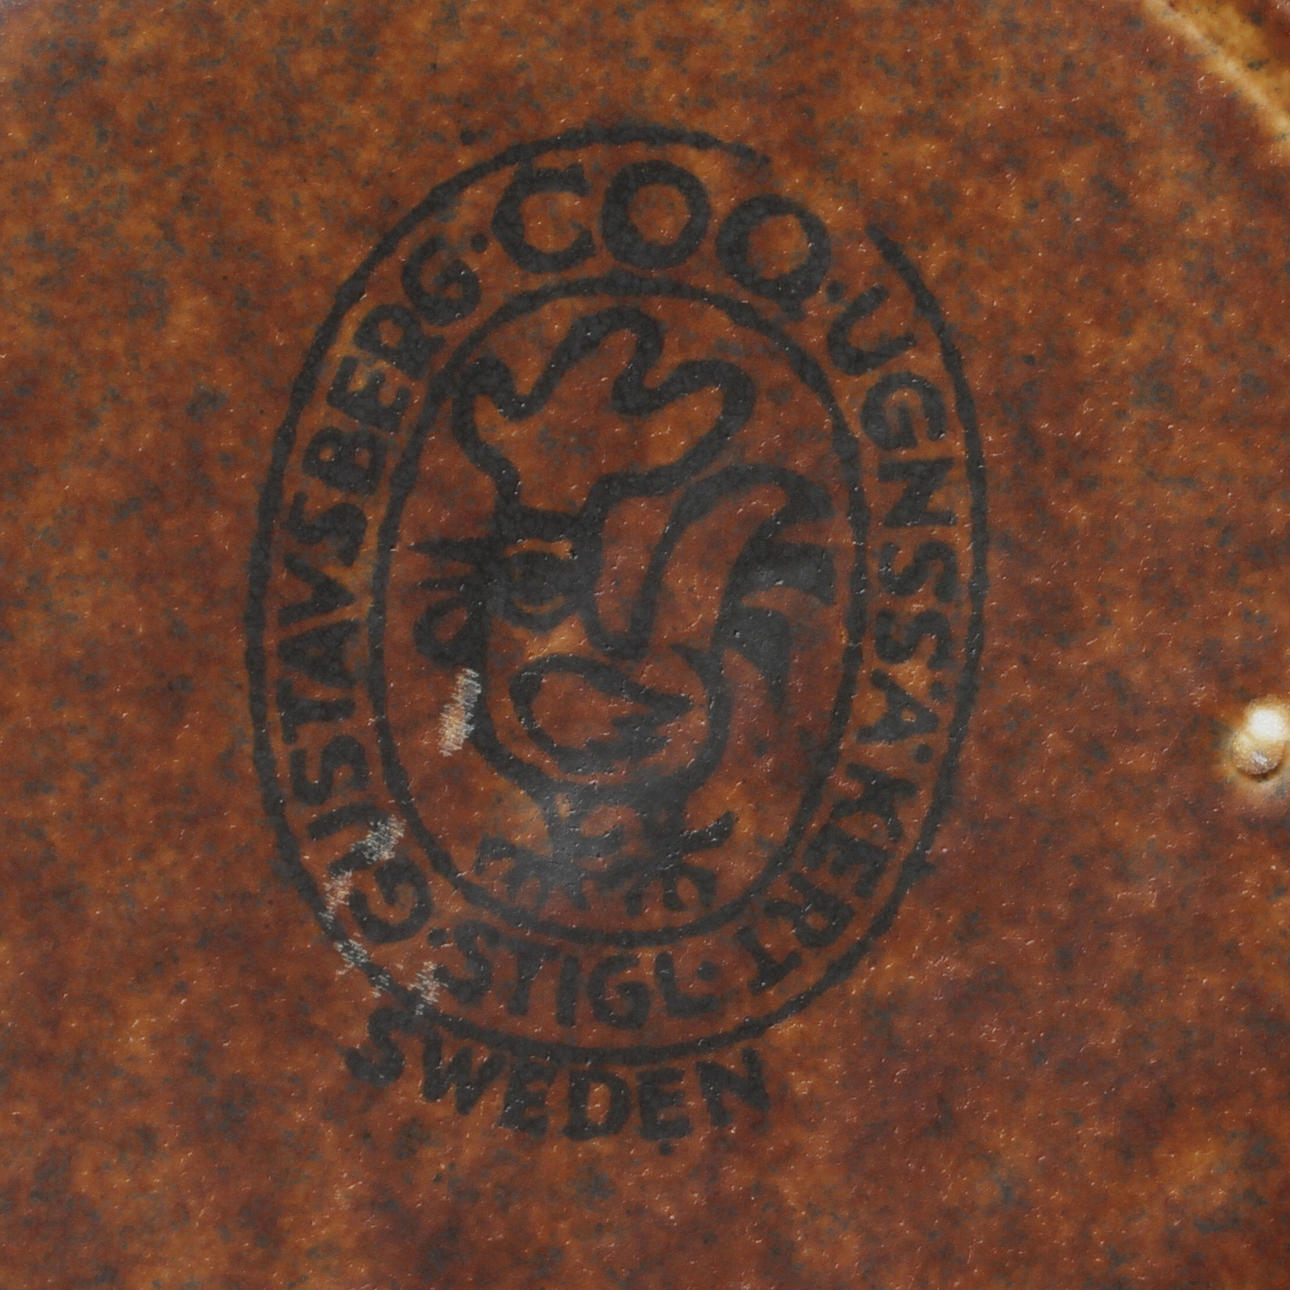 GUSTAVSBERG · COQ · UGNSSÄKERT
· STIGL ·
SWEDEN